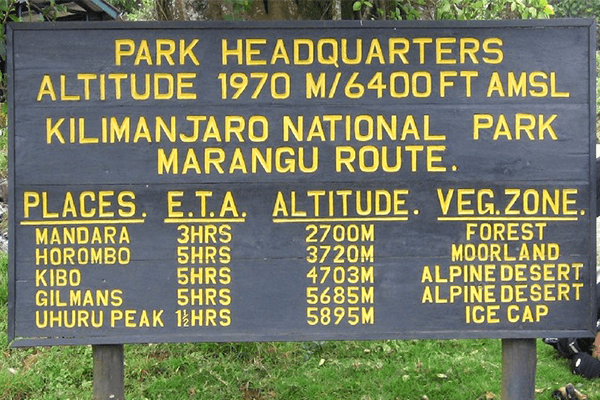 PARK HEADQUARTERS
ALTITUDE 1970 M/6400 FT AMSL
KILIMANJARO NATIONAL PARK
MARANGU ROUTE.
PLACES. E.T.A. ALTITUDE. VEG.ZONE.
MANDARA 3HRS 2700M FOREST
HOROMBO 5HRS 3720M MOORLAND
KIBO 5HRS 4703M ALPINE DESERT
GILMANS 5HRS 5685M ALPINE DESERT
UHURU PEAK 1½HRS 5895M ICE CAP